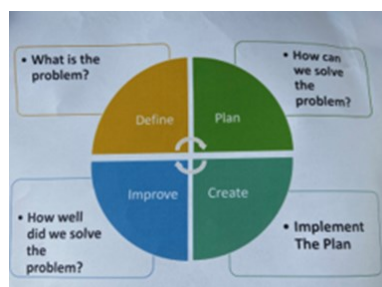 • What is the
problem?
• How can
we solve
the
problem?
Define
Plan
Improve
Create
• How well
did we solve
the
problem?
• Implement
The Plan